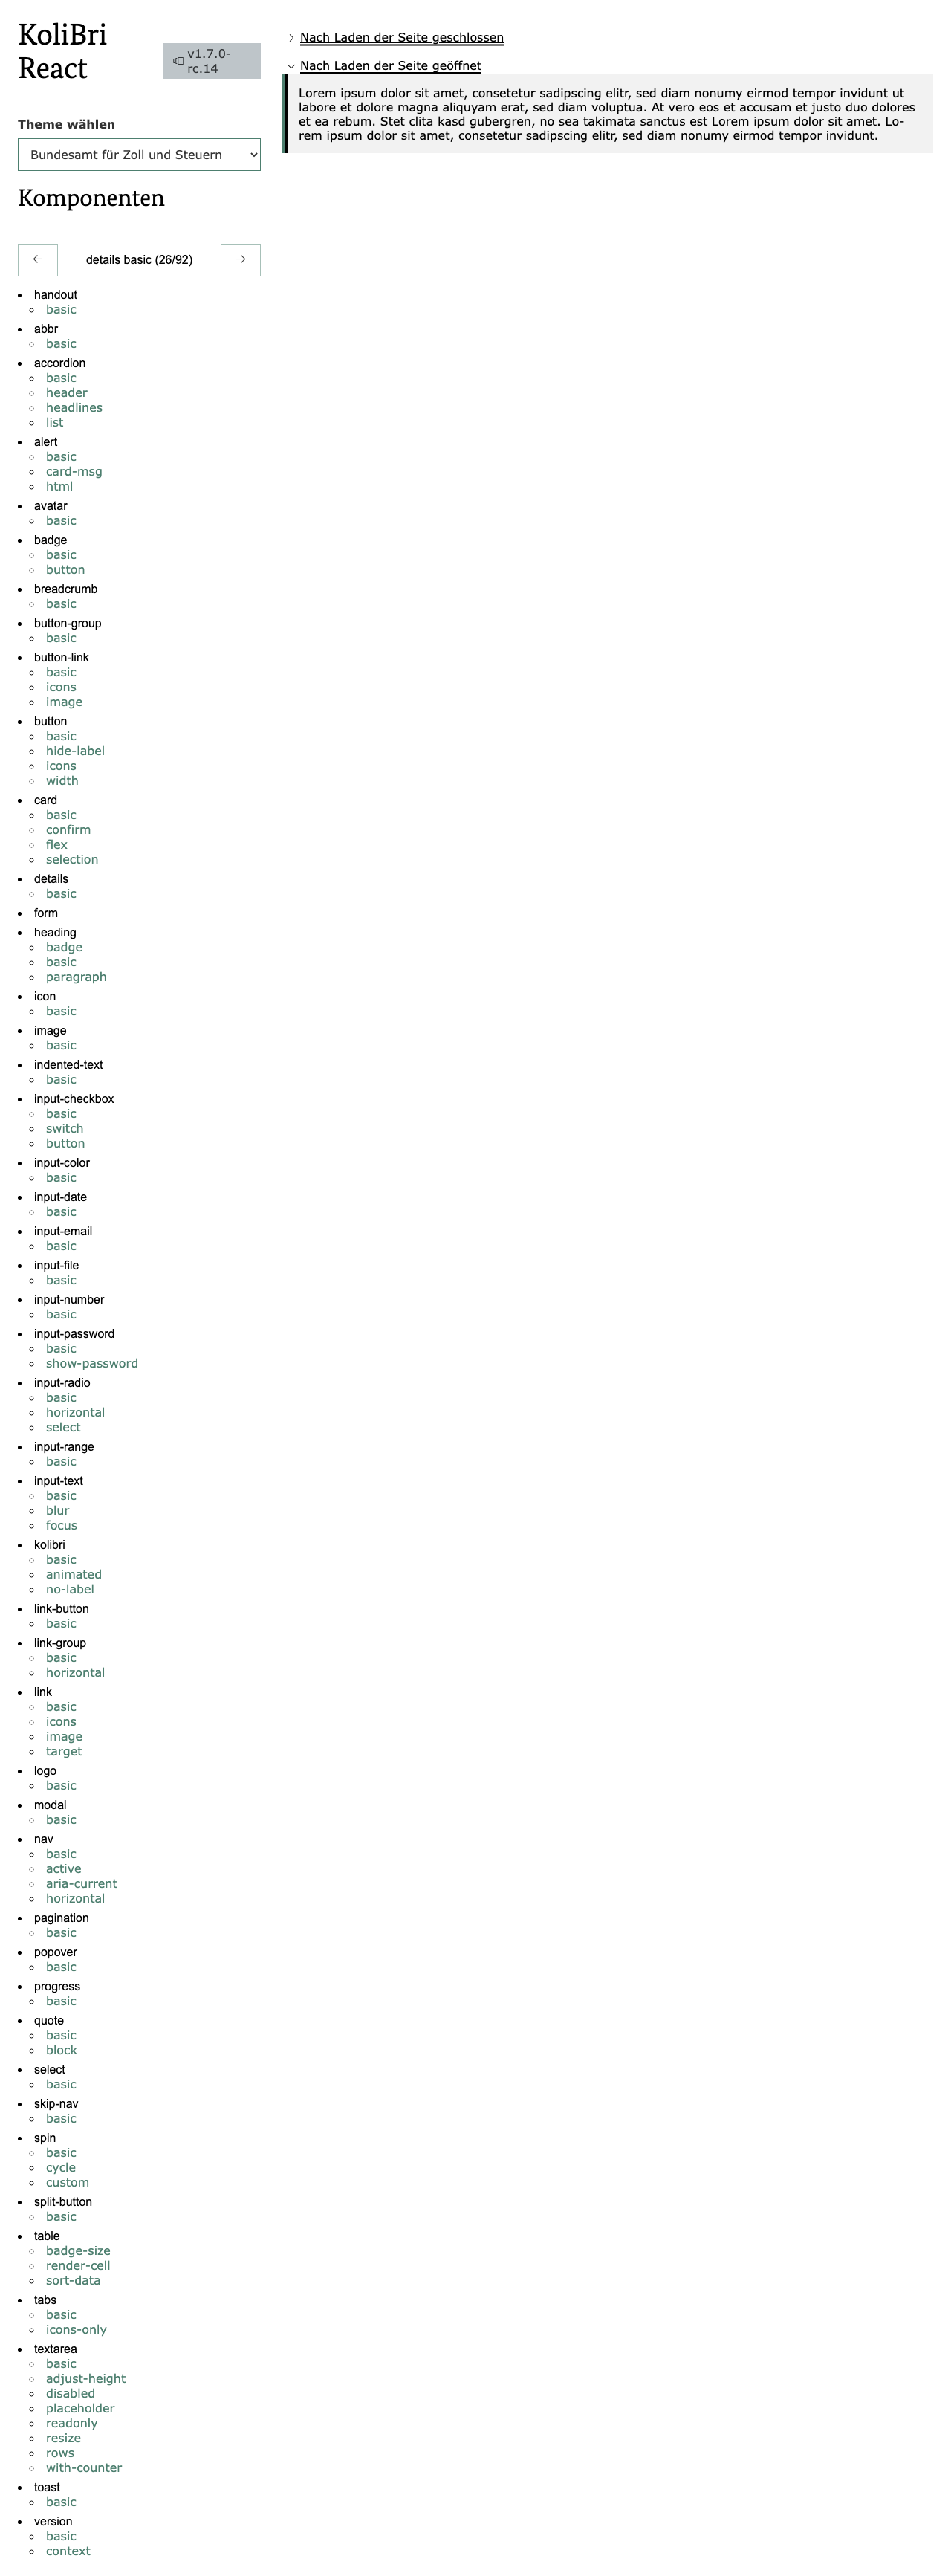 KoliBri
React
v1.7.0-
rc.14
Theme wählen
Bundesamt für Zoll und Steuern
Komponenten
← details basic (26/92) →
handout
basic
abbr
basic
accordion
basic
header
headlines
list
alert
basic
card-msg
html
avatar
basic
badge
basic
button
breadcrumb
basic
button-group
basic
button-link
basic
icons
image
button
basic
hide-label
icons
width
card
basic
confirm
flex
selection
details
basic
form
heading
badge
basic
paragraph
icon
basic
image
basic
indented-text
basic
input-checkbox
basic
switch
button
input-color
basic
input-date
basic
input-email
basic
input-file
basic
input-number
basic
input-password
basic
show-password
input-radio
basic
horizontal
select
input-range
basic
input-text
basic
blur
focus
kolibri
basic
animated
no-label
link-button
basic
link-group
basic
horizontal
link
basic
icons
image
target
logo
basic
modal
basic
nav
basic
active
aria-current
horizontal
pagination
basic
popover
basic
progress
basic
quote
basic
block
select
basic
skip-nav
basic
spin
basic
cycle
custom
split-button
basic
table
badge-size
render-cell
sort-data
tabs
basic
icons-only
textarea
basic
adjust-height
disabled
placeholder
readonly
resize
rows
with-counter
toast
basic
version
basic
context
Nach Laden der Seite geschlossen
Nach Laden der Seite geöffnet
Lorem ipsum dolor sit amet, consetetur sadipscing elitr, sed diam nonumy eirmod tempor invidunt ut
labore et dolore magna aliquyam erat, sed diam voluptua. At vero eos et accusam et justo duo dolores
et ea rebum. Stet clita kasd gubergren, no sea takimata sanctus est Lorem ipsum dolor sit amet. Lo-
rem ipsum dolor sit amet, consetetur sadipscing elitr, sed diam nonumy eirmod tempor invidunt.